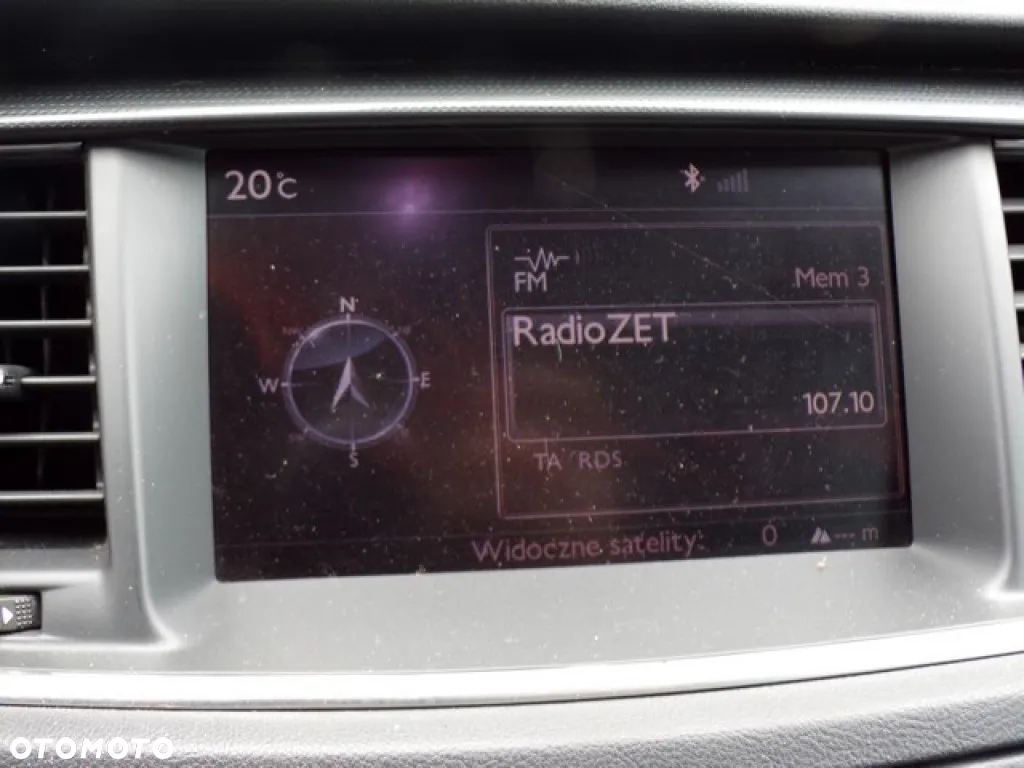 20°C
FM
Mem 3
RadioZET
107.10
TA RDS
N
W E
S
Widoczne satelity: 0 --- m
OTOMOTO